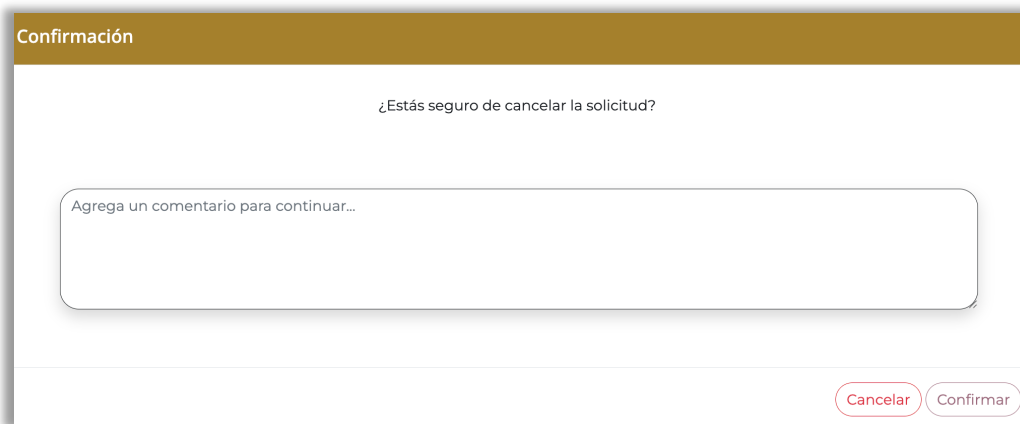 Confirmación
¿Estás seguro de cancelar la solicitud?
Agrega un comentario para continuar...
Cancelar Confirmar